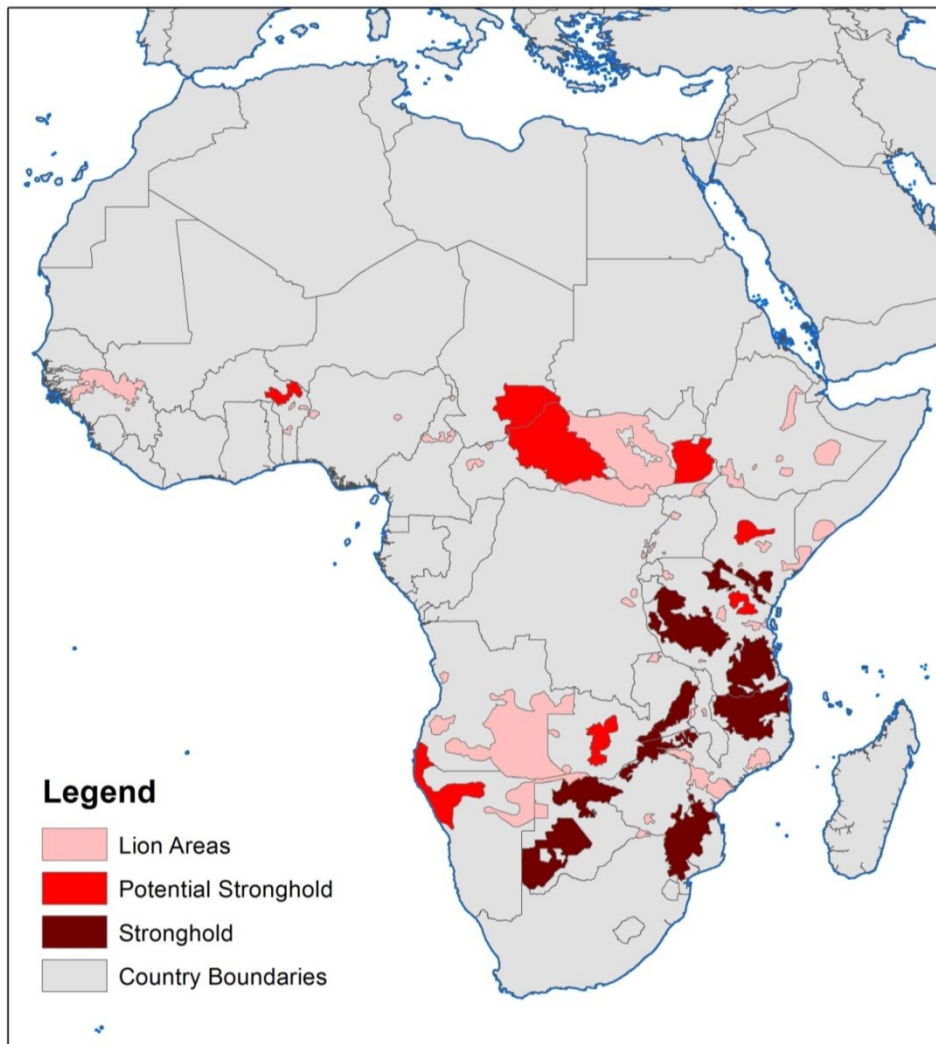 Legend
Lion Areas
Potential Stronghold
Stronghold
Country Boundaries